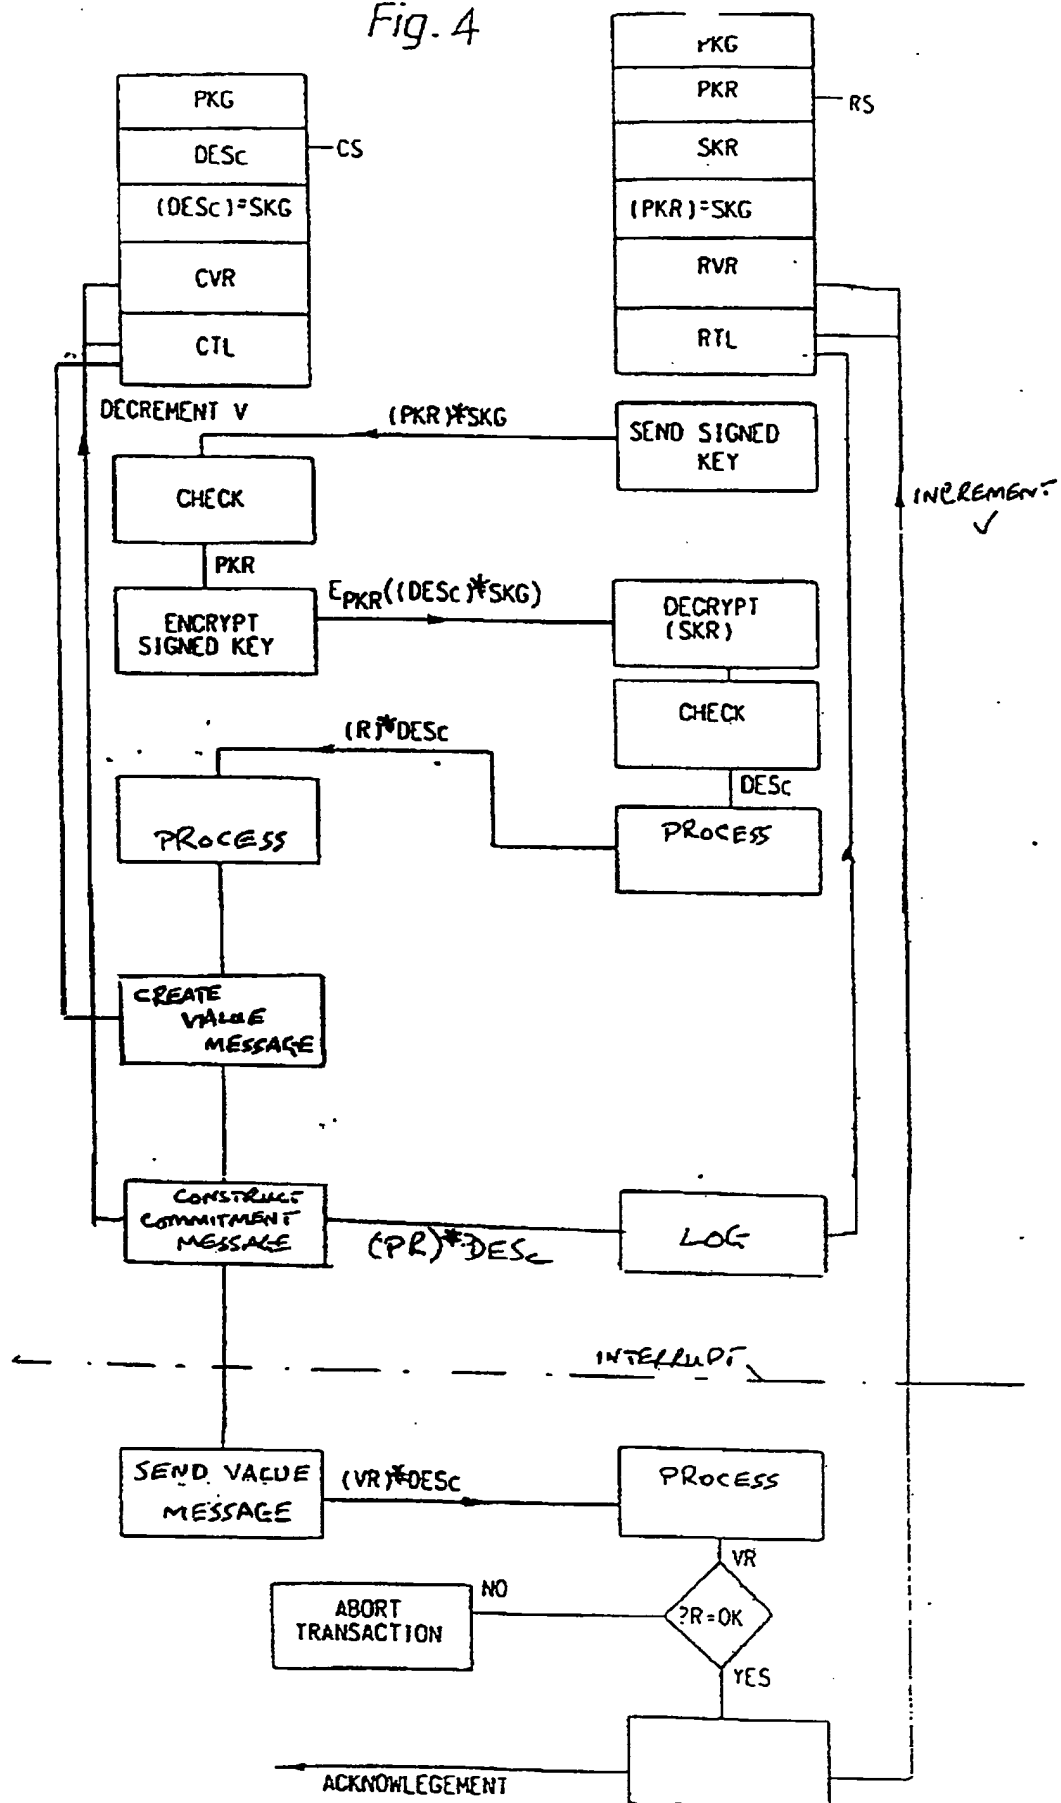 Fig. 4
PKG
DESc
CS
(DESc)=SKG
CVR
CTL
PKG
PKR
RS
SKR
(PKR)=SKG
RVR
RTL
DECREMENT V
(PKR)*SKG
SEND SIGNED
KEY
CHECK
INCREMENT
V
PKR
ENCRYPT
SIGNED KEY
EPKR((DESc)*SKG)
DECRYPT
(SKR)
CHECK
(R)*DESc
DESc
PROCESS
PROCESS
CREATE
VALUE
MESSAGE
CONSTRUCT
COMMITMENT
MESSAGE
(PR)*DESc
LOG
INTERRUPT
SEND VALUE
MESSAGE
(VR)*DESc
PROCESS
VR
?R=OK
NO
ABORT
TRANSACTION
YES
ACKNOWLEGEMENT